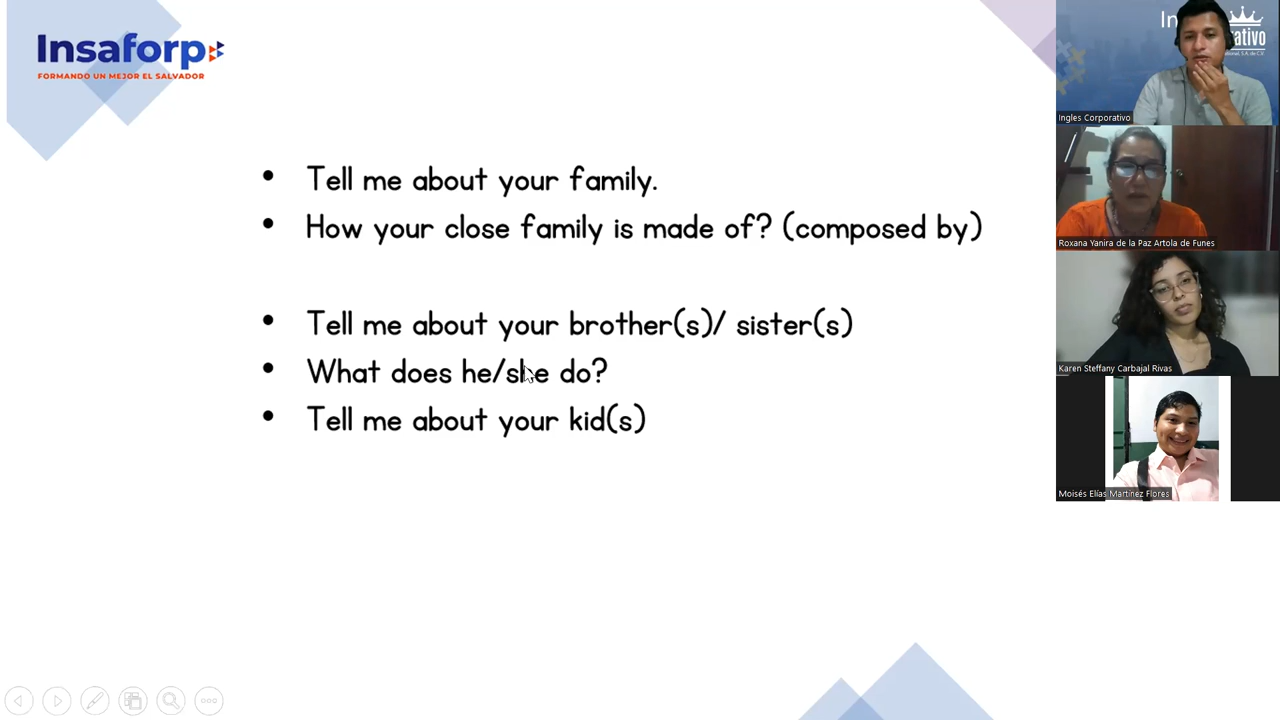 Insaforp
FORMANDO UN MEJOR EL SALVADOR
• Tell me about your family.
• How your close family is made of? (composed by)
• Tell me about your brother(s)/ sister(s)
• What does he/she do?
• Tell me about your kid(s)
In
ativo
Ingles Corporativo
Roxana Yanira de la Paz Artola de Funes
Karen Steffany Carbajal Rivas
Moisés Elías Martínez Flores